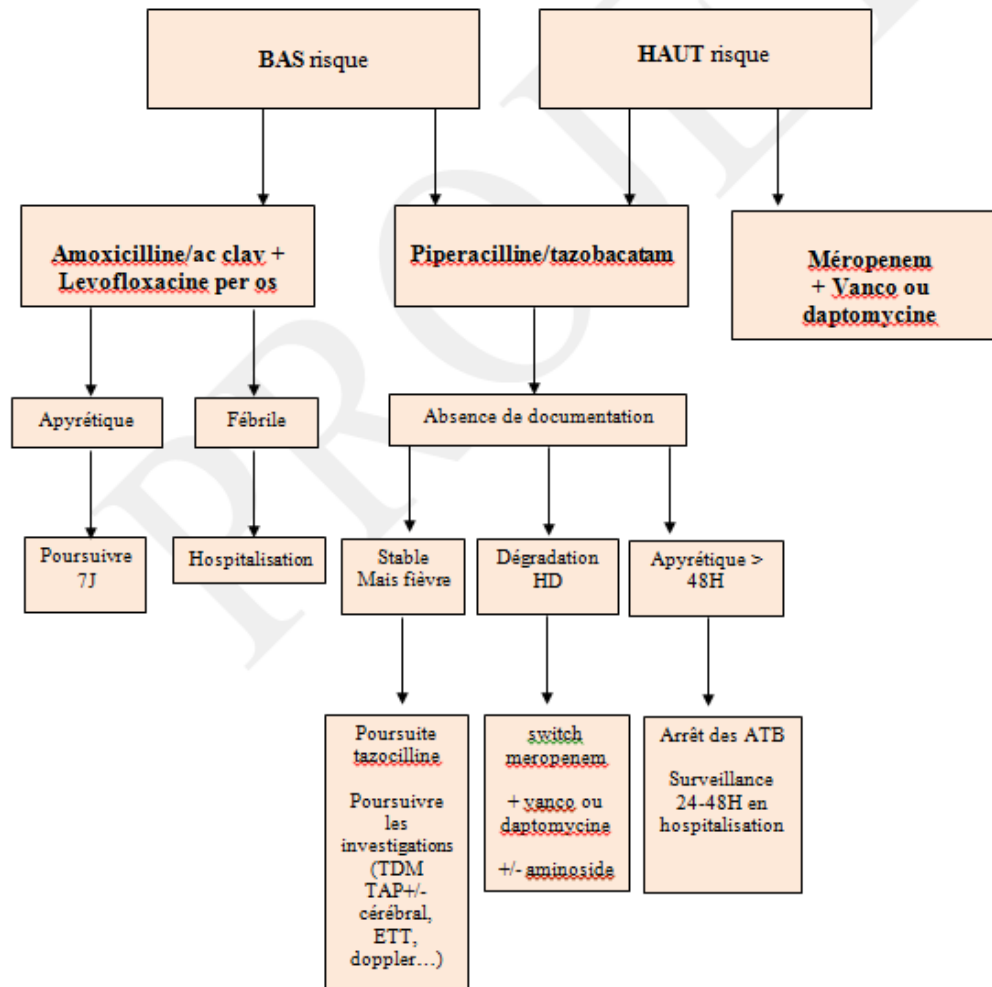 BAS risque
HAUT risque
Amoxicilline/ac clav +
Levofloxacine per os
Piperacilline/tazobacatam
Méropenem
+ Vanco ou
daptomycine
Apyrétique
Fébrile
Absence de documentation
Poursuivre
7J
Hospitalisation
Stable
Mais fièvre
Dégradation
HD
Apyrétique >
48H
Poursuite
tazocilline
Poursuivre
les
investigations
(TDM
TAP+/-
cérébral,
ETT,
doppler…)
switch
meropenem
+ vanco ou
daptomycine
+/- aminoside
Arrêt des ATB
Surveillance
24-48H en
hospitalisation